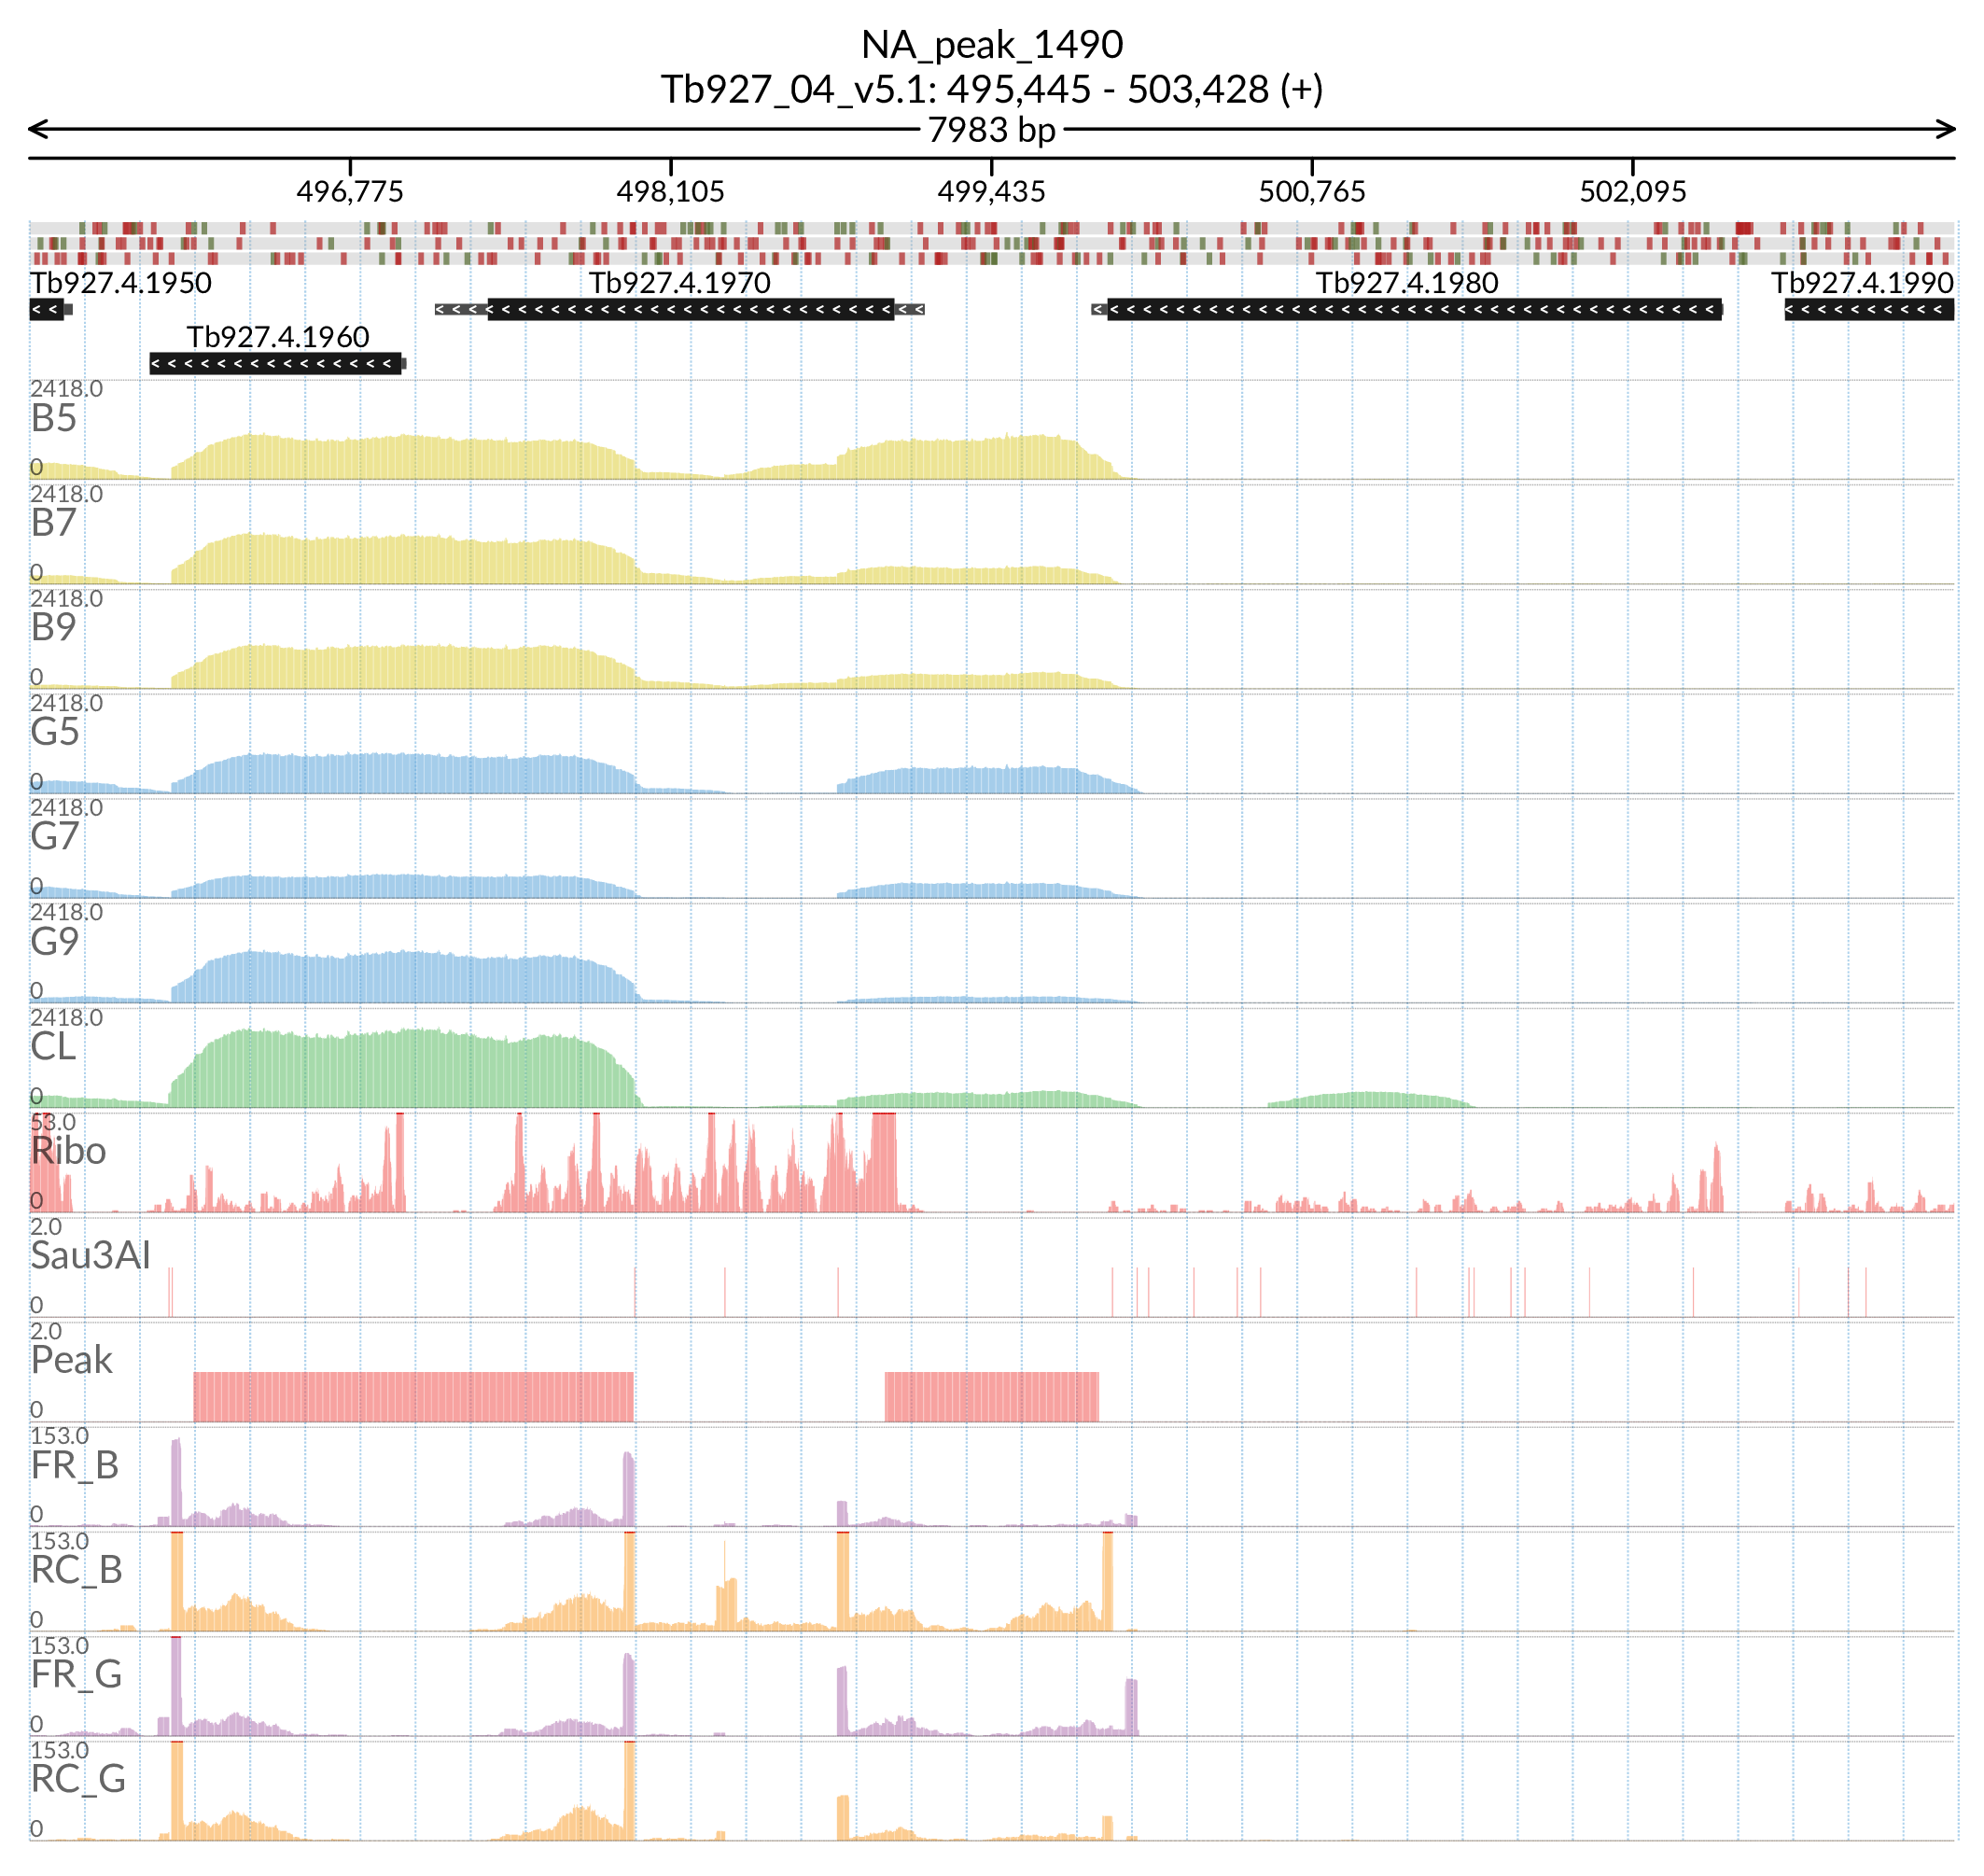 NA_peak_1490
Tb927_04_v5.1: 495,445 - 503,428 (+)
7983 bp
496,775 498,105 499,435 500,765 502,095
Tb927.4.1950 Tb927.4.1970 Tb927.4.1980 Tb927.4.1990
Tb927.4.1960
2418.0
B5
0
2418.0
B7
0
2418.0
B9
0
2418.0
G5
0
2418.0
G7
0
2418.0
G9
0
2418.0
CL
0
53.0
Ribo
0
2.0
Sau3AI
0
2.0
Peak
0
153.0
FR_B
0
153.0
RC_B
0
153.0
FR_G
0
153.0
RC_G
0